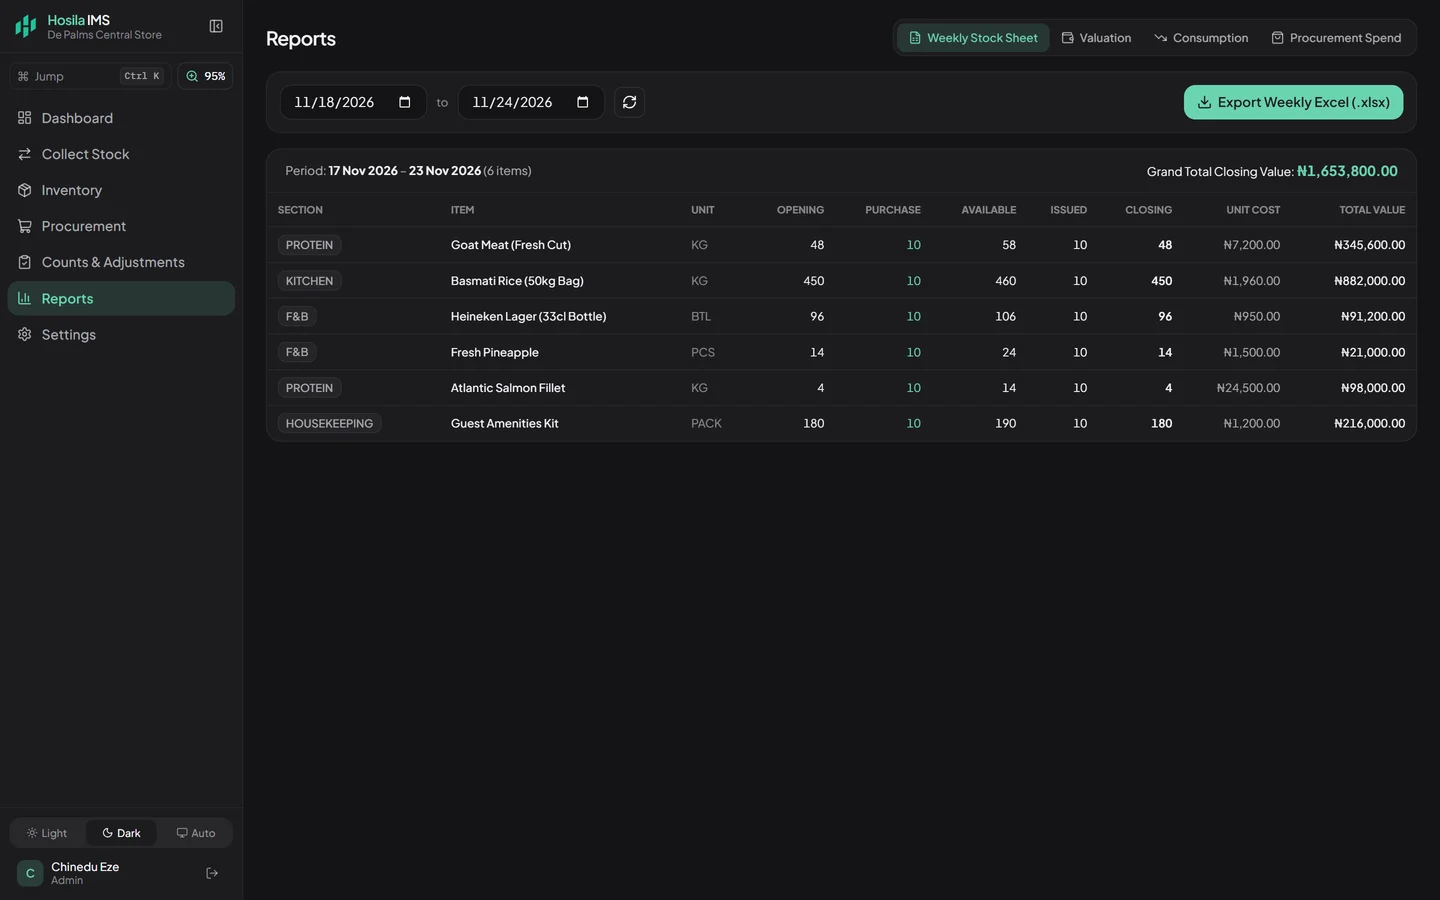 Hosila IMS
De Palms Central Store
Jump Ctrl K 95%
Dashboard
Collect Stock
Inventory
Procurement
Counts & Adjustments
Reports
Settings
Light Dark Auto
C Chinedu Eze
Admin
Reports
Weekly Stock Sheet Valuation Consumption Procurement Spend
11/18/2026 to 11/24/2026 Export Weekly Excel (.xlsx)
Period: 17 Nov 2026 – 23 Nov 2026 (6 items) Grand Total Closing Value: ₦1,653,800.00
SECTION ITEM UNIT OPENING PURCHASE AVAILABLE ISSUED CLOSING UNIT COST TOTAL VALUE
PROTEIN Goat Meat (Fresh Cut) KG 48 10 58 10 48 ₦7,200.00 ₦345,600.00
KITCHEN Basmati Rice (50kg Bag) KG 450 10 460 10 450 ₦1,960.00 ₦882,000.00
F&B Heineken Lager (33cl Bottle) BTL 96 10 106 10 96 ₦950.00 ₦91,200.00
F&B Fresh Pineapple PCS 14 10 24 10 14 ₦1,500.00 ₦21,000.00
PROTEIN Atlantic Salmon Fillet KG 4 10 14 10 4 ₦24,500.00 ₦98,000.00
HOUSEKEEPING Guest Amenities Kit PACK 180 10 190 10 180 ₦1,200.00 ₦216,000.00